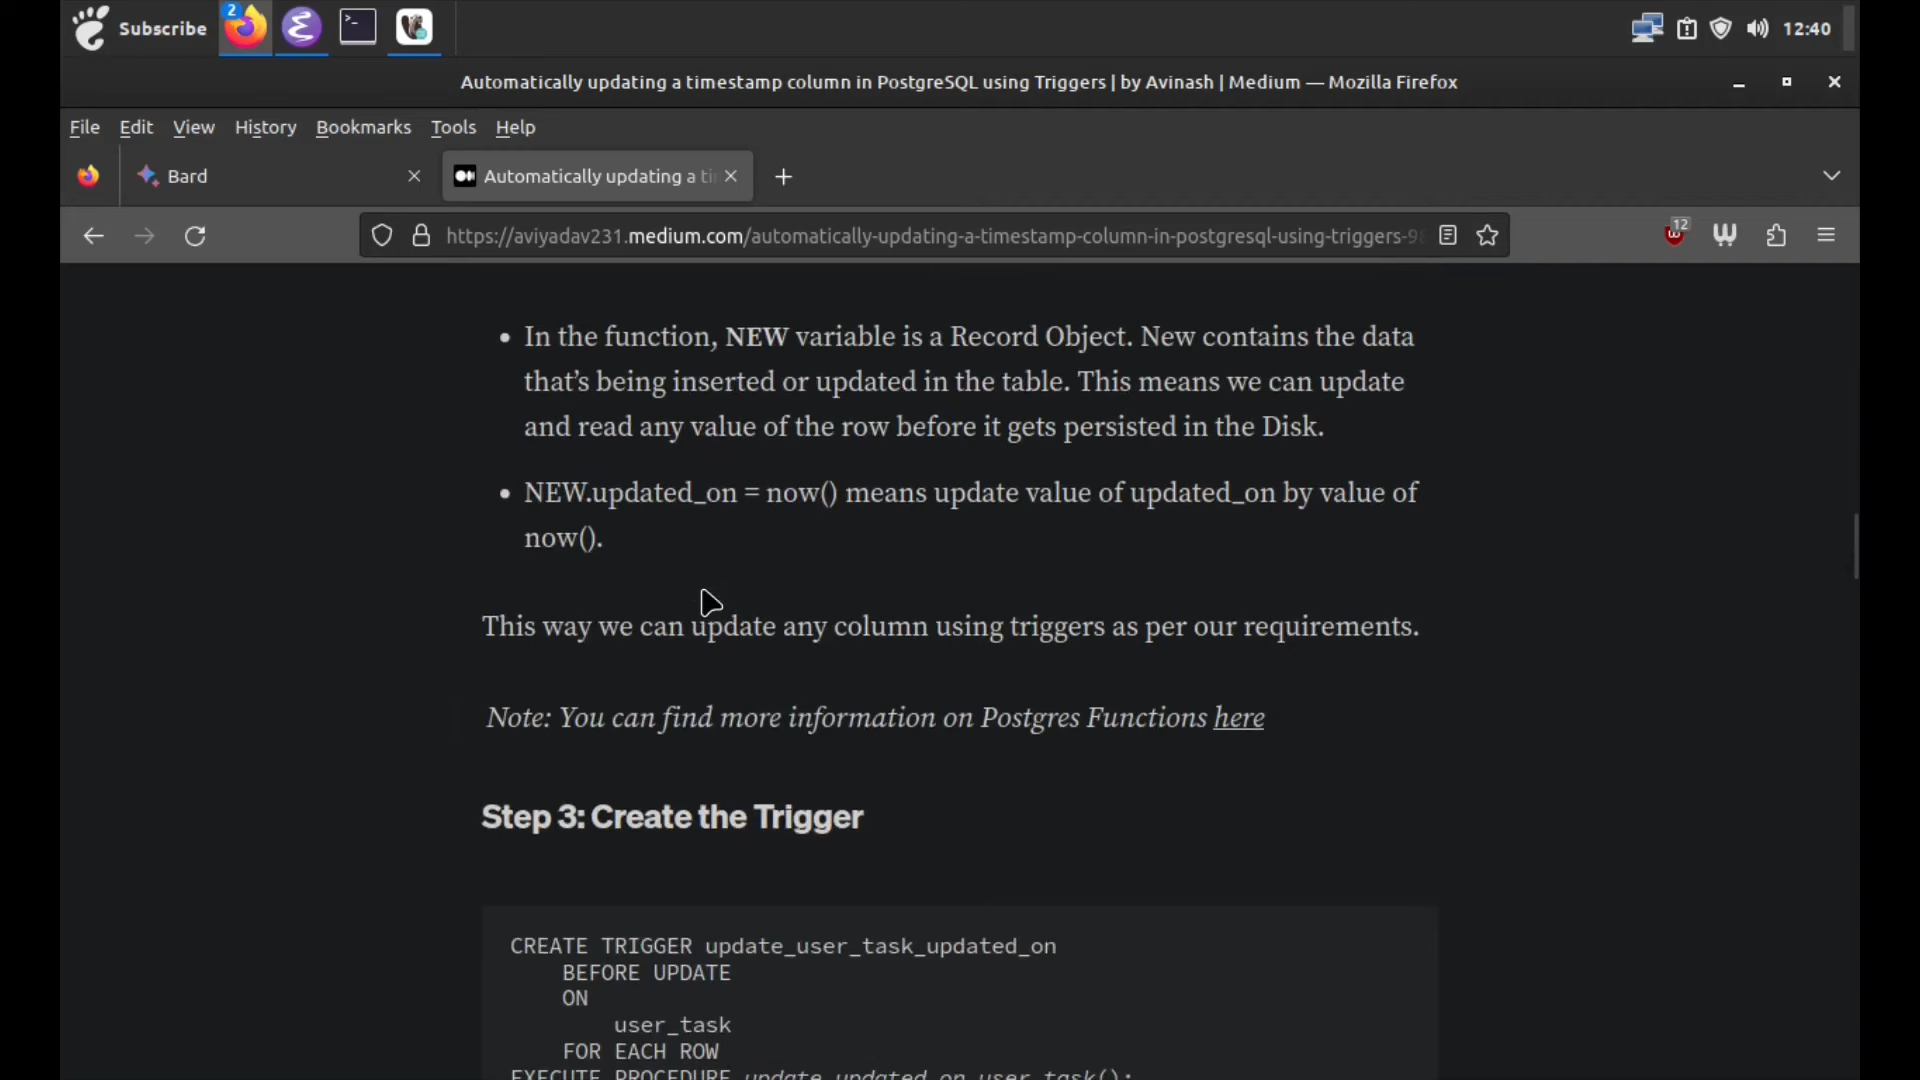 Subscribe
2
12:40
Automatically updating a timestamp column in PostgreSQL using Triggers | by Avinash | Medium — Mozilla Firefox
File Edit View History Bookmarks Tools Help
Bard
Automatically updating a ti
https://aviyadav231.medium.com/automatically-updating-a-timestamp-column-in-postgresql-using-triggers-98
12
• In the function, NEW variable is a Record Object. New contains the data
that’s being inserted or updated in the table. This means we can update
and read any value of the row before it gets persisted in the Disk.
• NEW.updated_on = now() means update value of updated_on by value of
now().
This way we can update any column using triggers as per our requirements.
Note: You can find more information on Postgres Functions here
Step 3: Create the Trigger
CREATE TRIGGER update_user_task_updated_on
BEFORE UPDATE
ON
user_task
FOR EACH ROW
EXECUTE PROCEDURE update_updated_on_user_task();